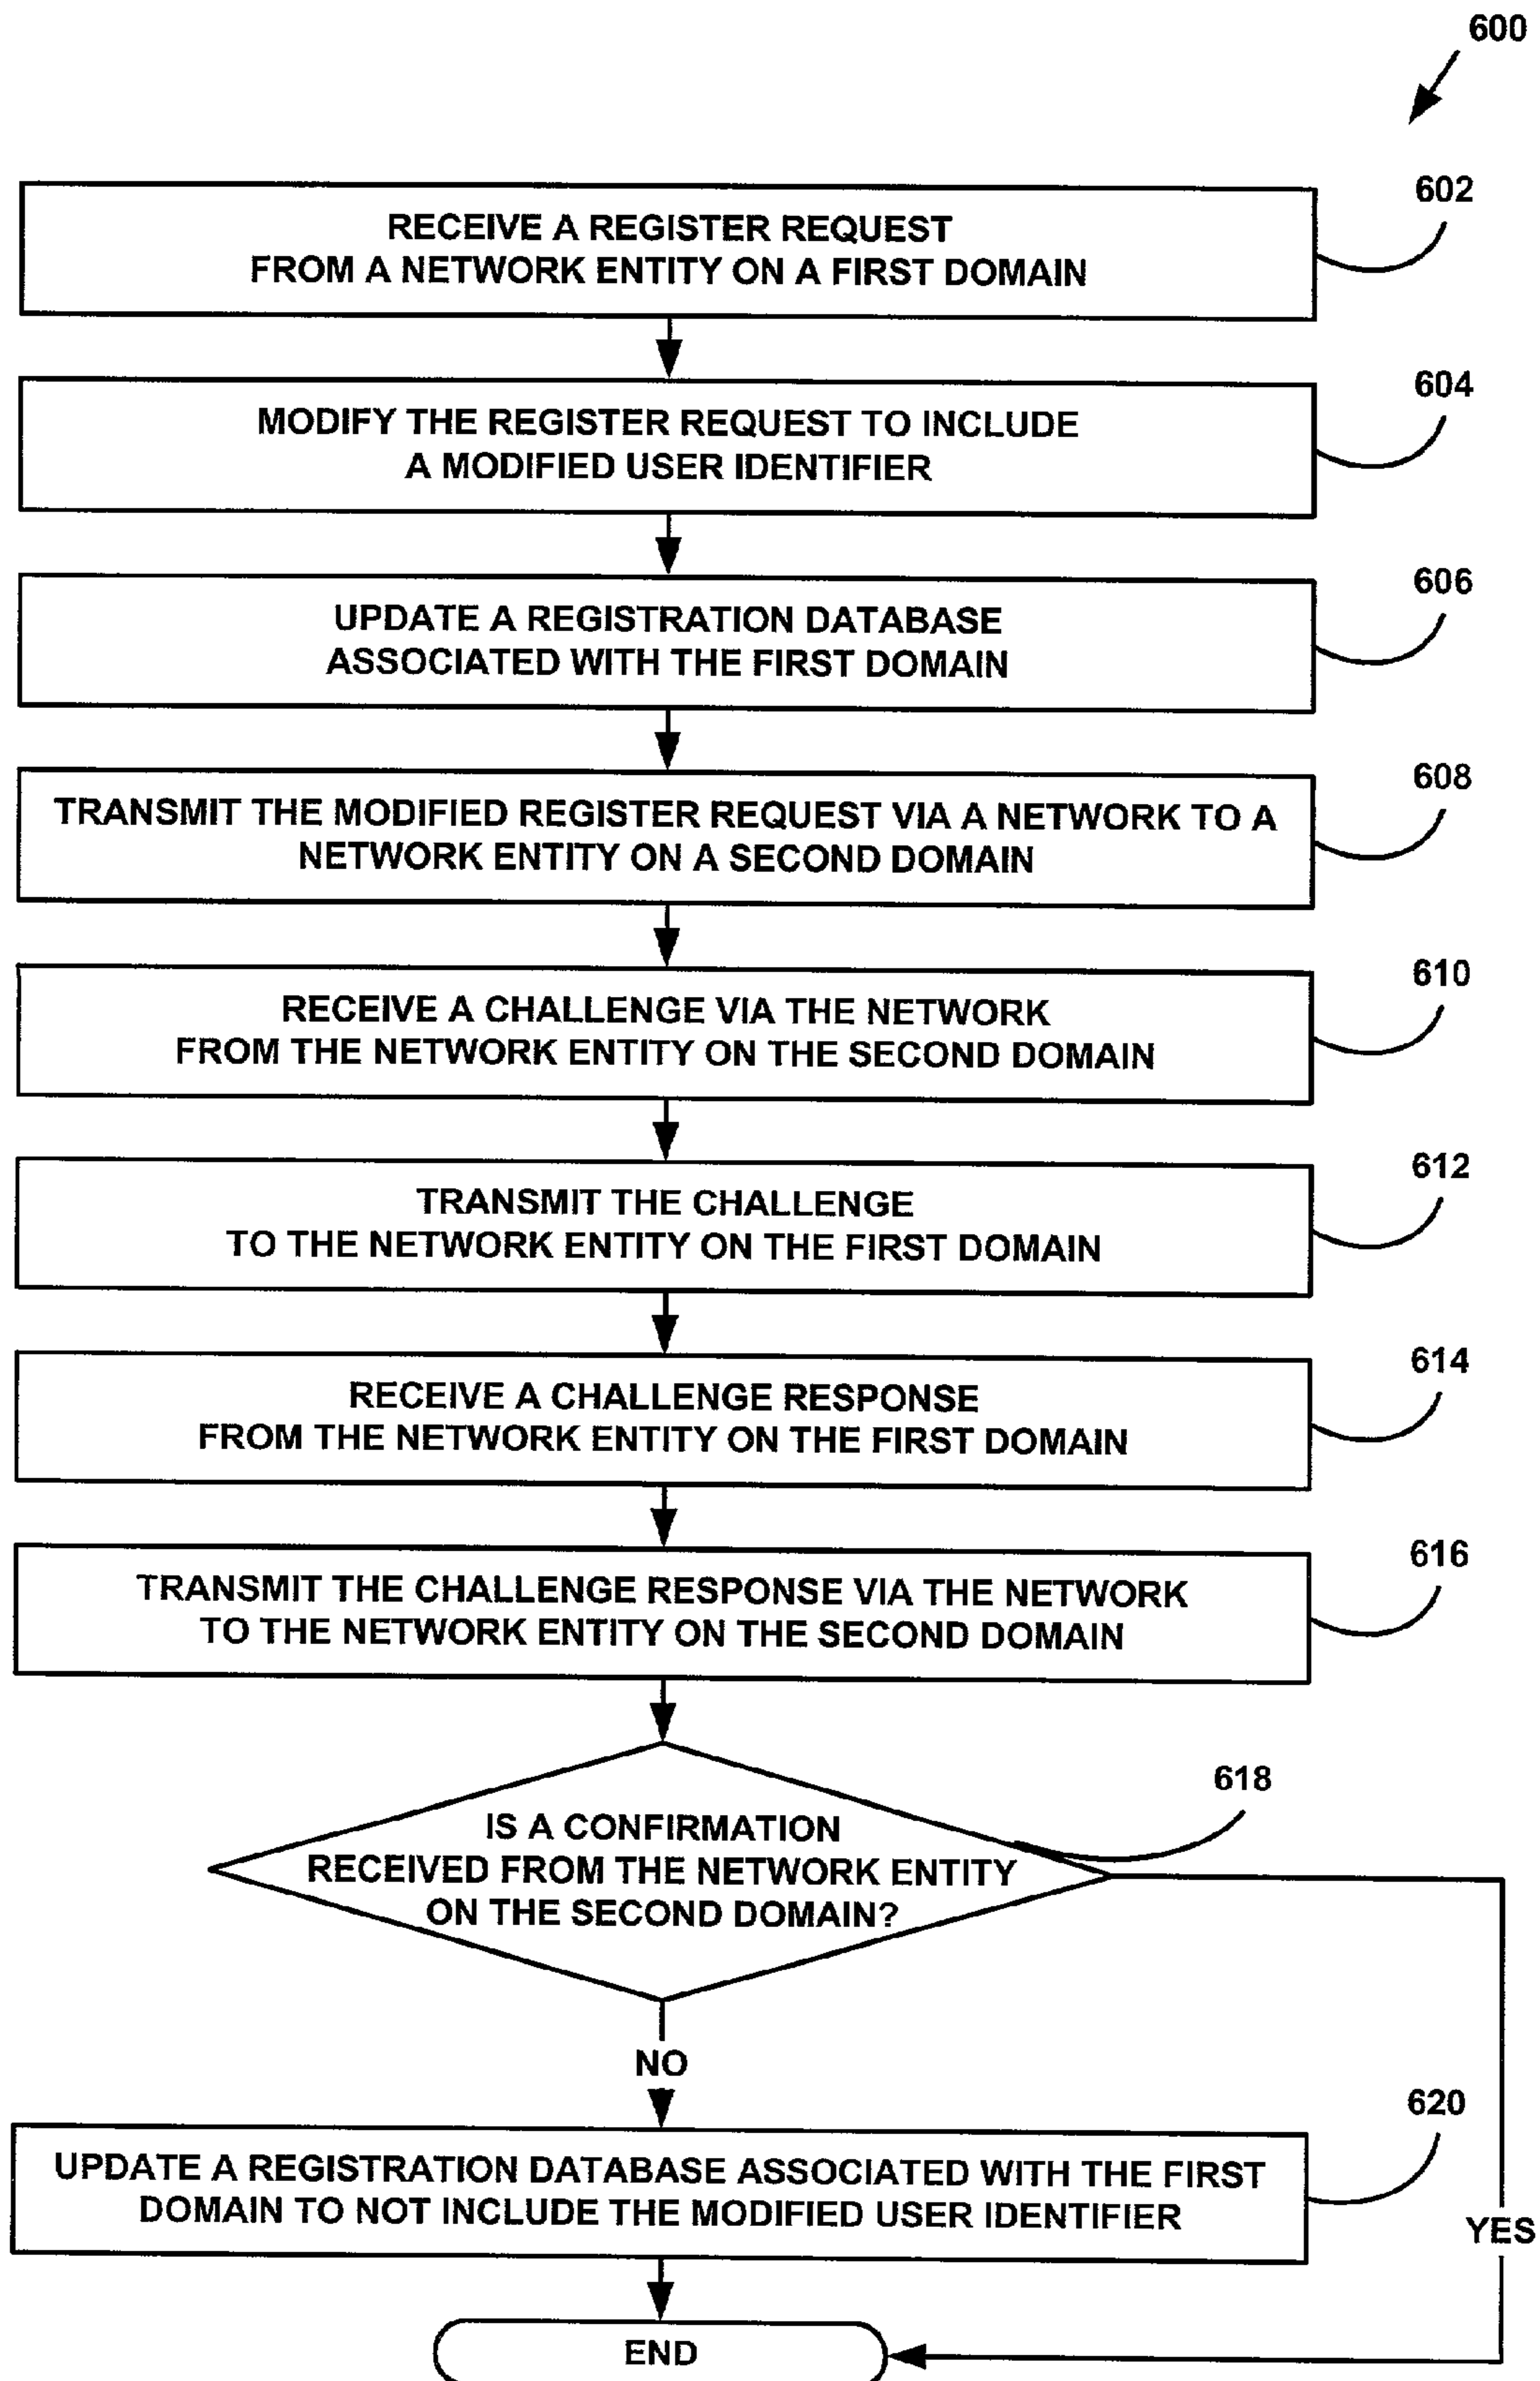 600
602
RECEIVE A REGISTER REQUEST
FROM A NETWORK ENTITY ON A FIRST DOMAIN
604
MODIFY THE REGISTER REQUEST TO INCLUDE
A MODIFIED USER IDENTIFIER
606
UPDATE A REGISTRATION DATABASE
ASSOCIATED WITH THE FIRST DOMAIN
608
TRANSMIT THE MODIFIED REGISTER REQUEST VIA A NETWORK TO A
NETWORK ENTITY ON A SECOND DOMAIN
610
RECEIVE A CHALLENGE VIA THE NETWORK
FROM THE NETWORK ENTITY ON THE SECOND DOMAIN
612
TRANSMIT THE CHALLENGE
TO THE NETWORK ENTITY ON THE FIRST DOMAIN
614
RECEIVE A CHALLENGE RESPONSE
FROM THE NETWORK ENTITY ON THE FIRST DOMAIN
616
TRANSMIT THE CHALLENGE RESPONSE VIA THE NETWORK
TO THE NETWORK ENTITY ON THE SECOND DOMAIN
618
IS A CONFIRMATION
RECEIVED FROM THE NETWORK ENTITY
ON THE SECOND DOMAIN?
NO
620
UPDATE A REGISTRATION DATABASE ASSOCIATED WITH THE FIRST
DOMAIN TO NOT INCLUDE THE MODIFIED USER IDENTIFIER
YES
END